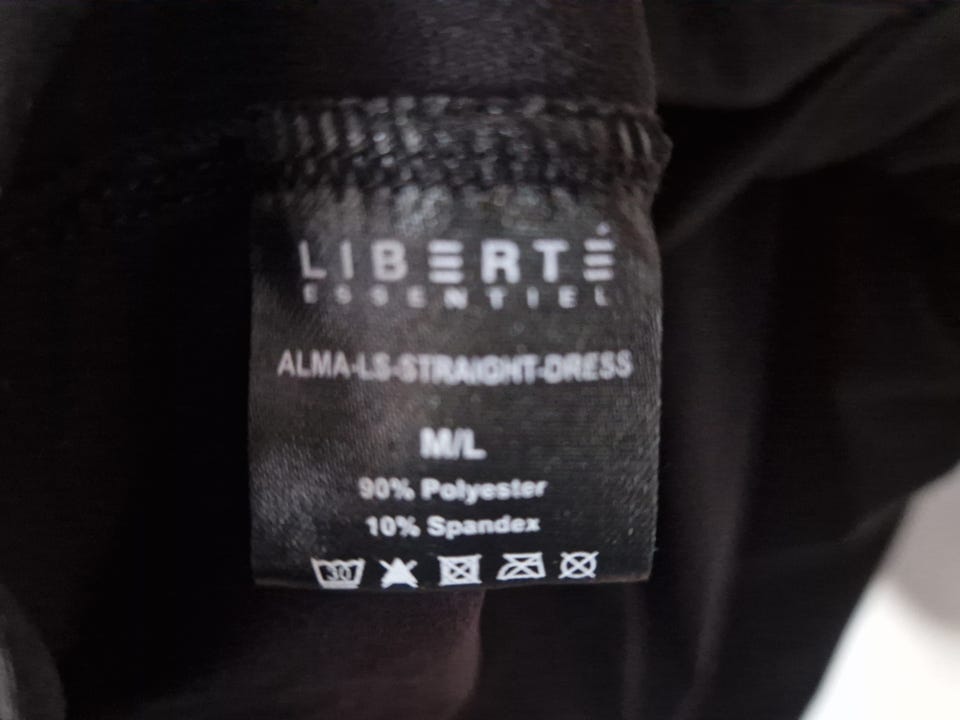 LIBERTÉ
ESSENTIEL
ALMA-LS-STRAIGHT-DRESS
M/L
90% Polyester
10% Spandex
30